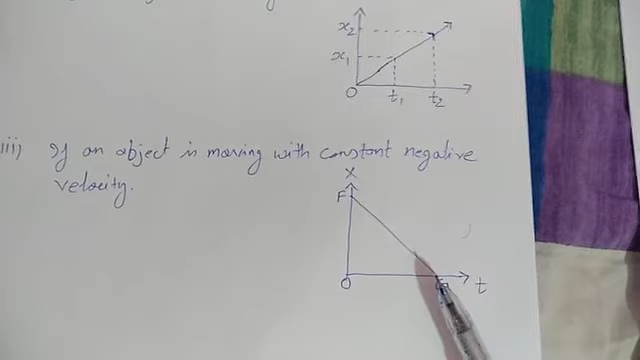 x2
x1
O
t1
t2
iii) If an object is moving with constant negative
velocity.
X
F
O
t